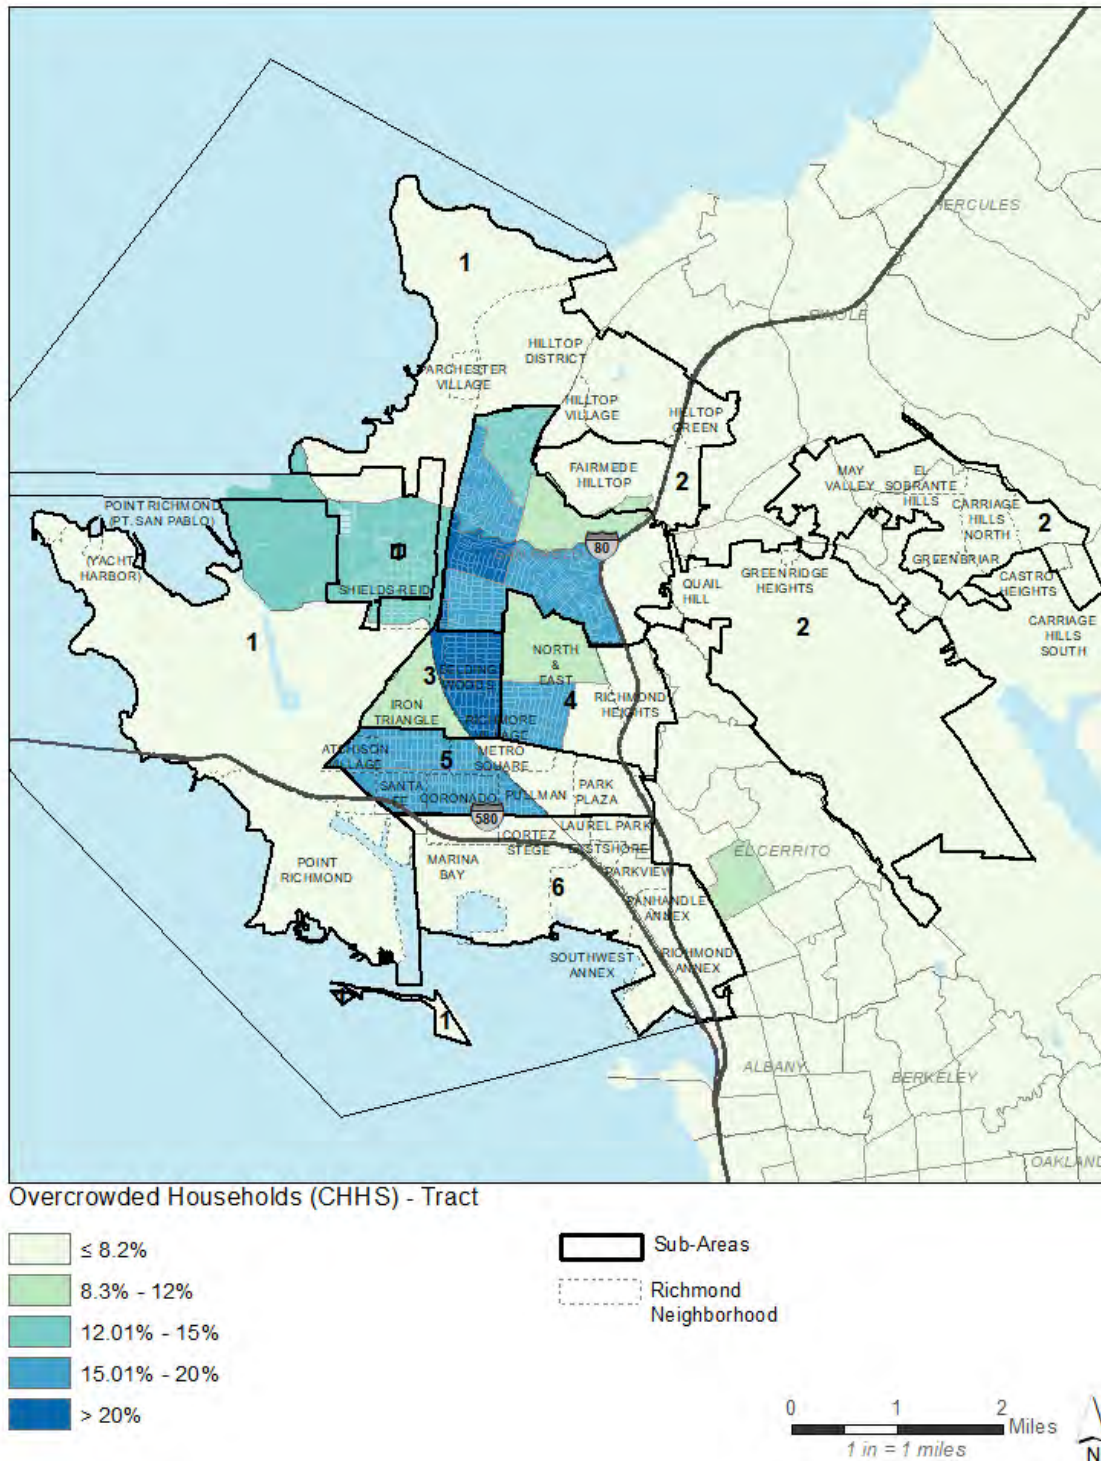 HERCULES
1
PINOLE
HILLTOP
DISTRICT
PARCHESTER
VILLAGE
HILLTOP
VILLAGE
HILLTOP
GREEN
FAIRMEDE
HILLTOP
2
MAY
VALLEY
EL
SOBRANTE
HILLS
CARRIAGE
HILLS
NORTH
2
POINT RICHMOND
(PT. SAN PABLO)
(YACHT
HARBOR)
80
GREENBRIAR
SHIELDS-REID
QUAIL
HILL
GREENRIDGE
HEIGHTS
CASTRO
HEIGHTS
CARRIAGE
HILLS
SOUTH
1
2
NORTH
&
EAST
3
BELDING
WOODS
4
RICHMOND
HEIGHTS
IRON
TRIANGLE
RICHMORE
VILLAGE
ATCHISON
VILLAGE
5
METRO
SQUARE
SANTA
FE
CORONADO
PULLMAN
PARK
PLAZA
580
CORTEZ
STEGE
LAUREL PARK
EASTSHORE
EL CERRITO
POINT
RICHMOND
MARINA
BAY
PARKVIEW
6
PANHANDLE
ANNEX
SOUTHWEST
ANNEX
RICHMOND
ANNEX
1
ALBANY
BERKELEY
OAKLAND
Overcrowded Households (CHHS) - Tract
≤ 8.2%
8.3% - 12%
12.01% - 15%
15.01% - 20%
> 20%
Sub-Areas
Richmond
Neighborhood
0 1 2
Miles
1 in = 1 miles
N